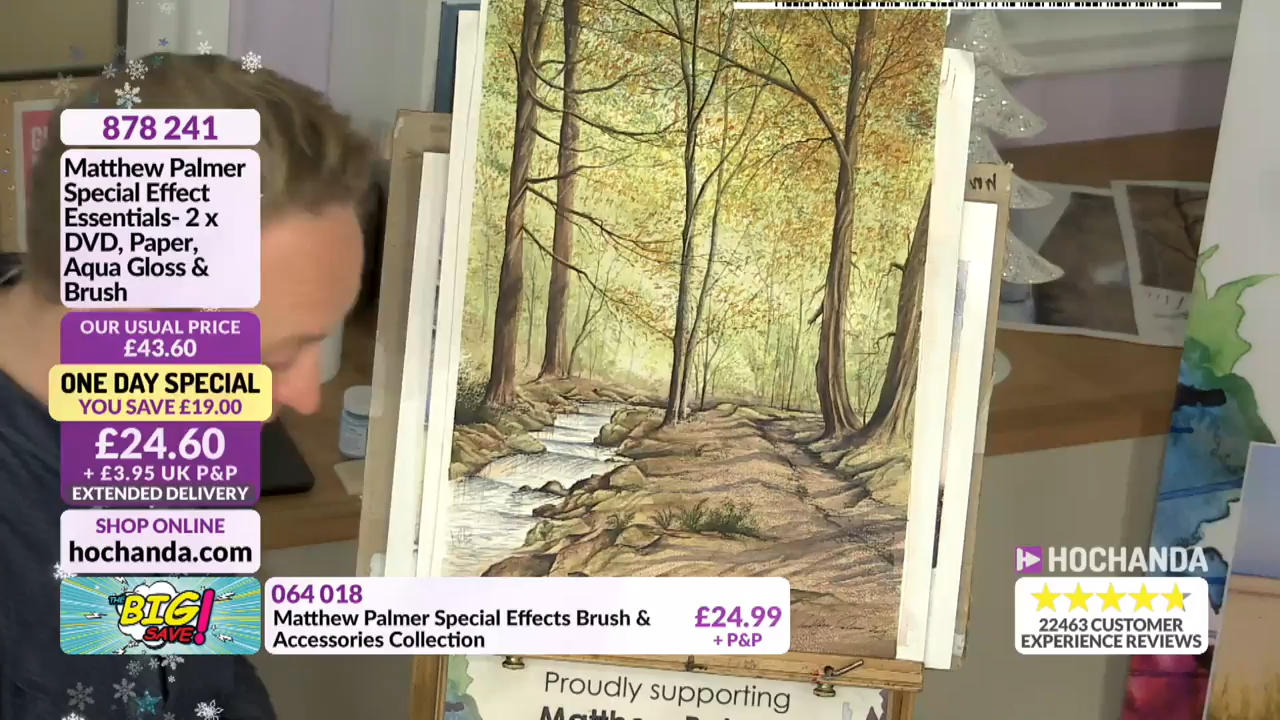 878 241
Matthew Palmer
Special Effect
Essentials- 2 x
DVD, Paper,
Aqua Gloss &
Brush
OUR USUAL PRICE
£43.60
ONE DAY SPECIAL
YOU SAVE £19.00
£24.60
+ £3.95 UK P&P
EXTENDED DELIVERY
SHOP ONLINE
hochanda.com
THE BIG SAVE!
064 018
Matthew Palmer Special Effects Brush &
Accessories Collection
£24.99
+ P&P
HOCHANDA
22463 CUSTOMER
EXPERIENCE REVIEWS
Proudly supporting